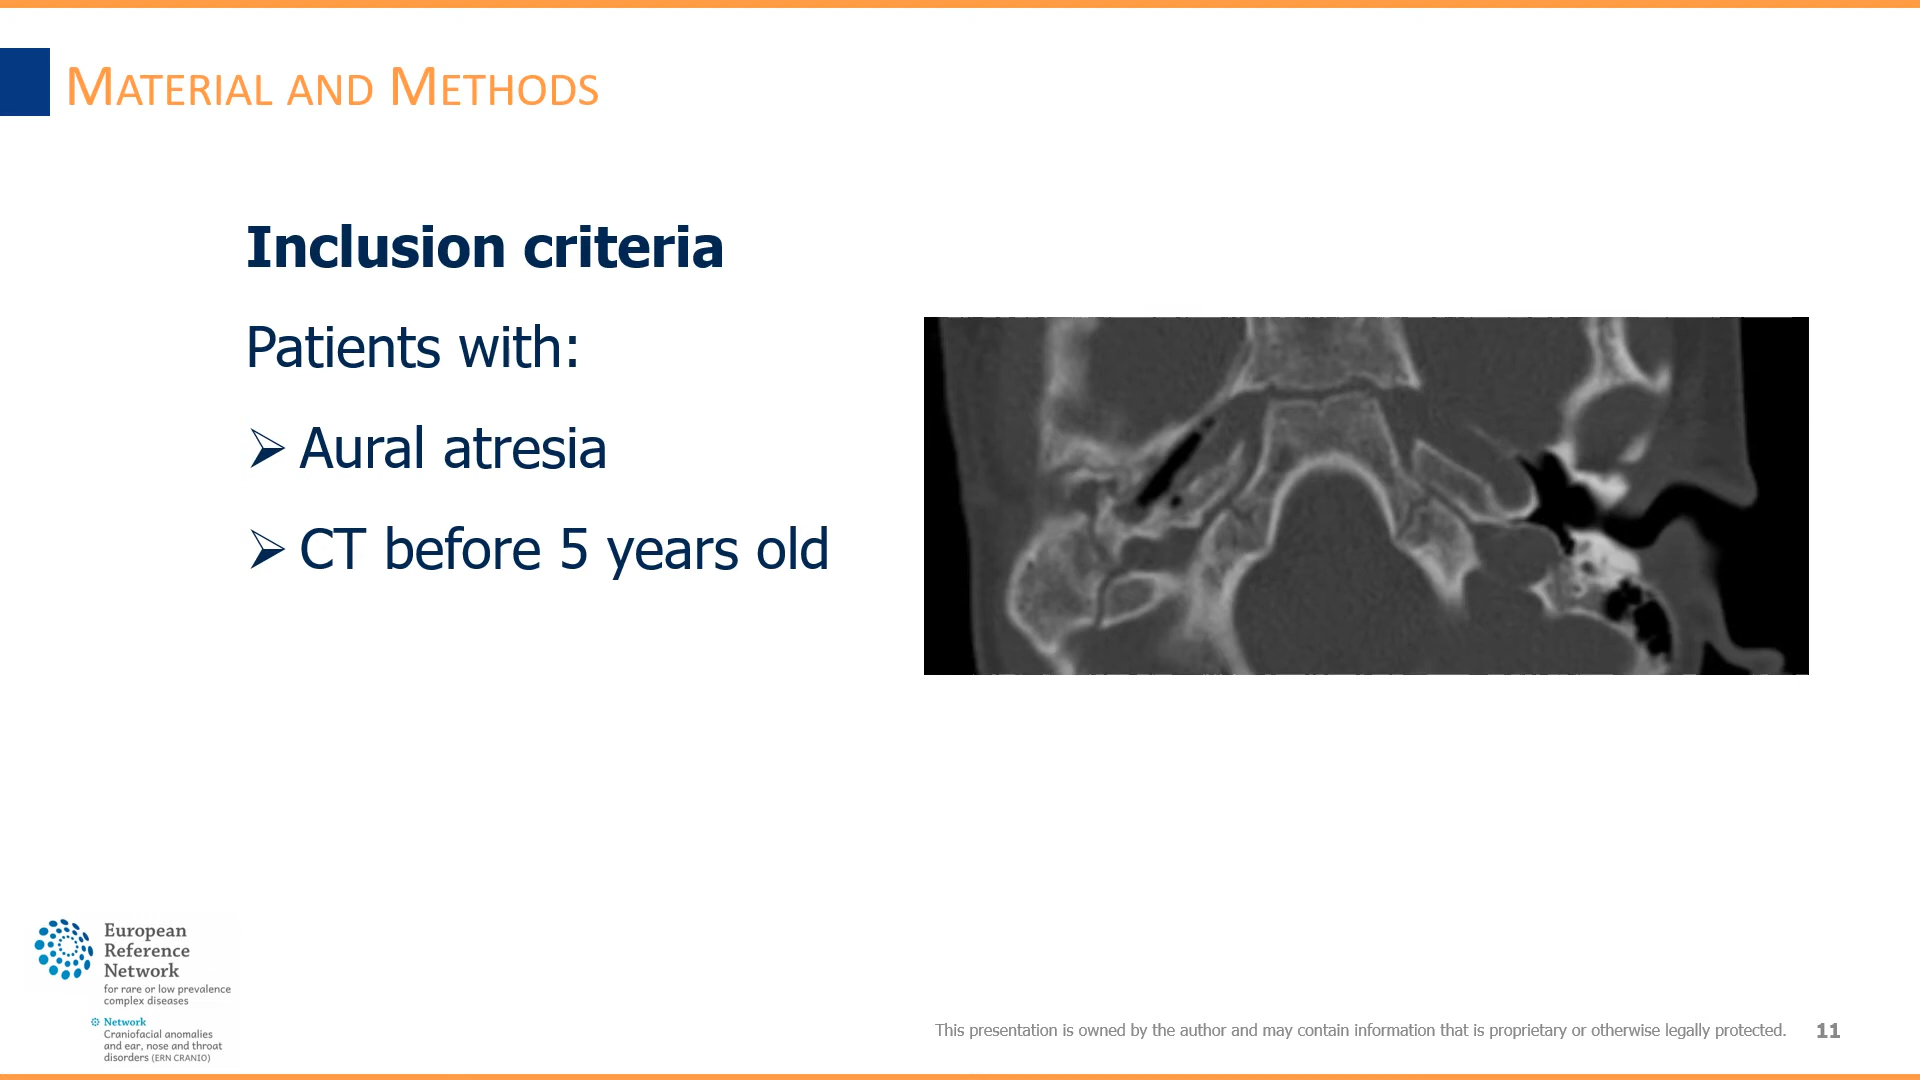 Material and Methods
Inclusion criteria
Patients with:
➢ Aural atresia
➢ CT before 5 years old
European
Reference
Network
for rare or low prevalence
complex diseases
Network
Craniofacial anomalies
and ear, nose and throat
disorders (ERN CRANIO)
This presentation is owned by the author and may contain information that is proprietary or otherwise legally protected.
11